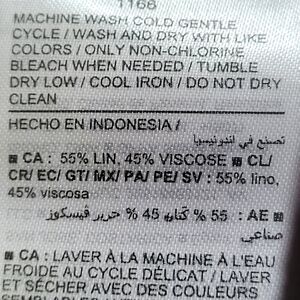 1168
MACHINE WASH COLD GENTLE
CYCLE / WASH AND DRY WITH LIKE
COLORS / ONLY NON-CHLORINE
BLEACH WHEN NEEDED / TUMBLE
DRY LOW / COOL IRON / DO NOT DRY
CLEAN
HECHO EN INDONESIA /
تصنع في اندونيسيا
CA : 55% LIN, 45% VISCOSE CL/
CR/ EC/ GT/ MX/ PA/ PE/ SV : 55% lino,
45% viscosa
AE : 55 % كتان 45 % حرير فيسكوز
صناعي
CA : LAVER À LA MACHINE À L'EAU
FROIDE AU CYCLE DÉLICAT / LAVER
ET SÉCHER AVEC DES COULEURS